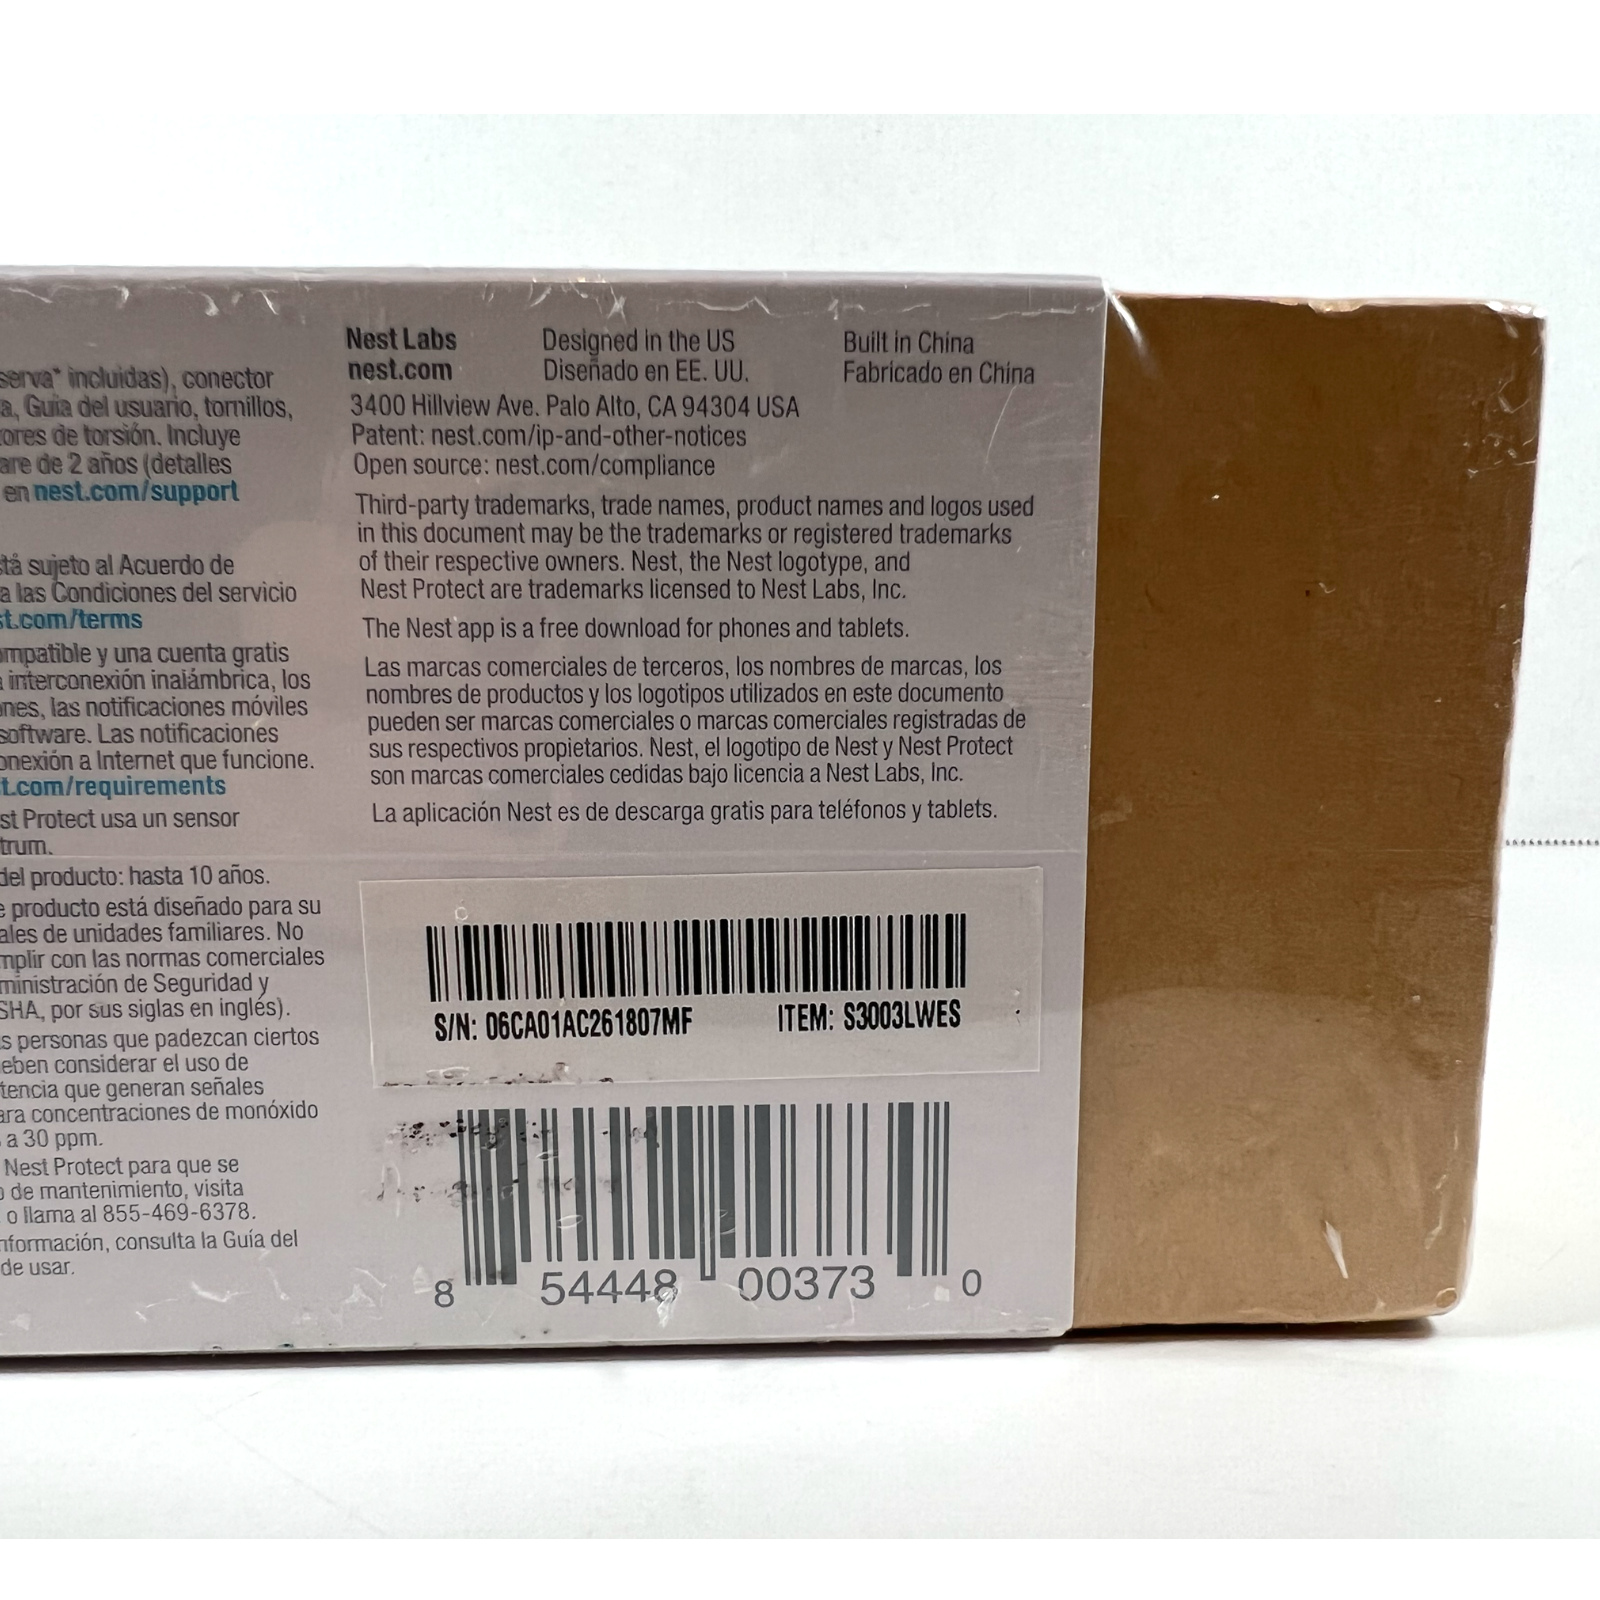 serva* incluidas), conector
a, Guía del usuario, tornillos,
ores de torsión. Incluye
are de 2 años (detalles
en nest.com/support
tá sujeto al Acuerdo de
a las Condiciones del servicio
st.com/terms
ompatible y una cuenta gratis
interconexión inalámbrica, los
ones, las notificaciones móviles
software. Las notificaciones
onexión a Internet que funcione.
t.com/requirements
st Protect usa un sensor
trum.
del producto: hasta 10 años.
e producto está diseñado para su
ales de unidades familiares. No
mplir con las normas comerciales
ministración de Seguridad y
SHA, por sus siglas en inglés).
s personas que padezcan ciertos
eben considerar el uso de
tencia que generan señales
ara concentraciones de monóxido
a 30 ppm.
Nest Protect para que se
o de mantenimiento, visita
o llama al 855-469-6378.
nformación, consulta la Guía del
de usar.
Nest Labs
nest.com
Designed in the US
Diseñado en EE. UU.
Built in China
Fabricado en China
3400 Hillview Ave. Palo Alto, CA 94304 USA
Patent: nest.com/ip-and-other-notices
Open source: nest.com/compliance
Third-party trademarks, trade names, product names and logos used
in this document may be the trademarks or registered trademarks
of their respective owners. Nest, the Nest logotype, and
Nest Protect are trademarks licensed to Nest Labs, Inc.
The Nest app is a free download for phones and tablets.
Las marcas comerciales de terceros, los nombres de marcas, los
nombres de productos y los logotipos utilizados en este documento
pueden ser marcas comerciales o marcas comerciales registradas de
sus respectivos propietarios. Nest, el logotipo de Nest y Nest Protect
son marcas comerciales cedidas bajo licencia a Nest Labs, Inc.
La aplicación Nest es de descarga gratis para teléfonos y tablets.
S/N: 06CA01AC261807MF ITEM: S3003LWES
8 54448 00373 0